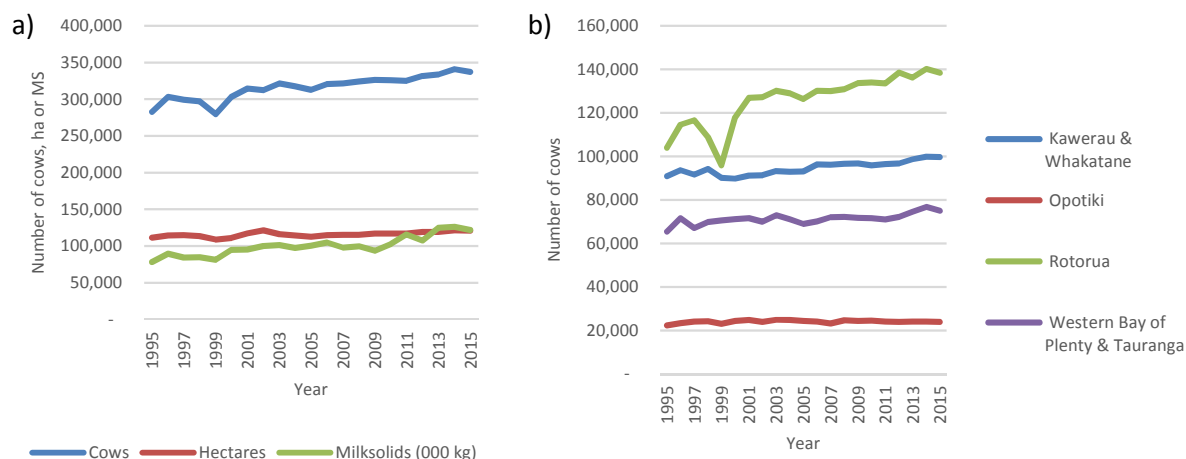 a)
400,000
350,000
300,000
250,000
200,000
150,000
100,000
50,000
-
Number of cows, ha or MS
1995
1997
1999
2001
2003
2005
2007
2009
2011
2013
2015
Year
Cows
Hectares
Milksolids (000 kg)
b)
160,000
140,000
120,000
100,000
80,000
60,000
40,000
20,000
-
Number of cows
1995
1997
1999
2001
2003
2005
2007
2009
2011
2013
2015
Year
Kawerau &
Whakatane
Opotiki
Rotorua
Western Bay of
Plenty & Tauranga